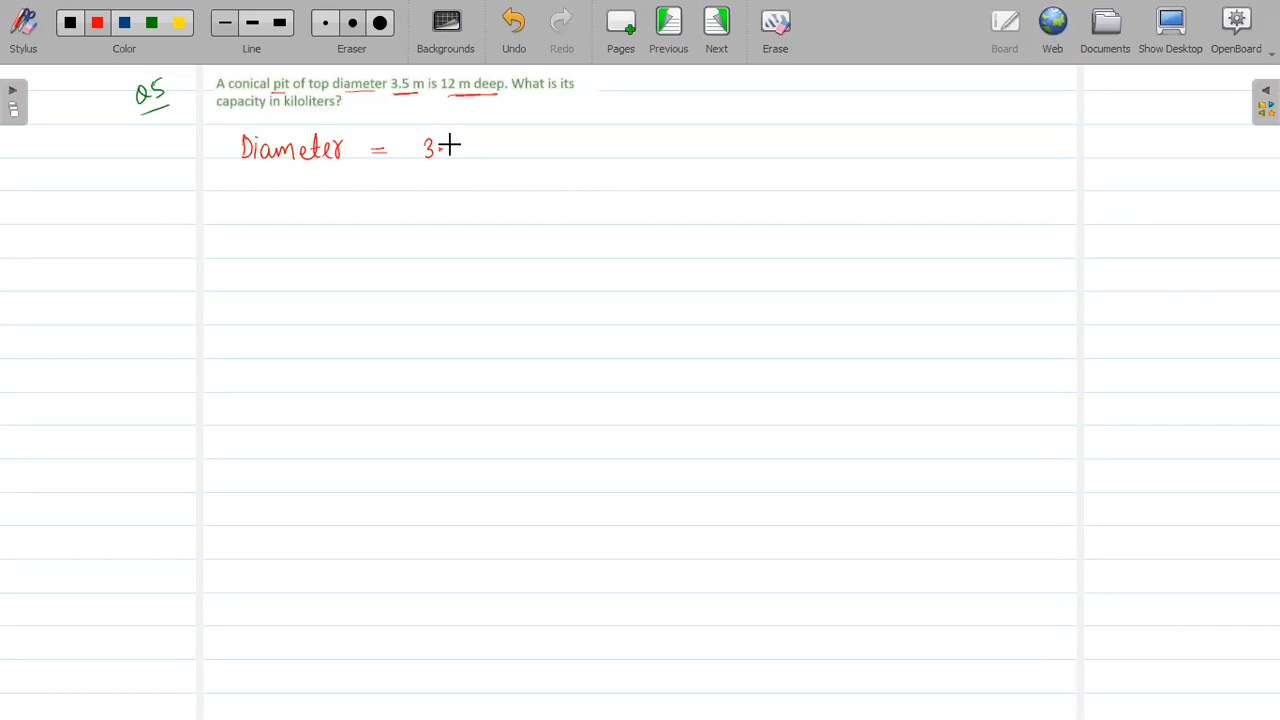 Stylus Color Line Eraser Backgrounds Undo Redo Pages Previous Next Erase Board Web Documents Show Desktop OpenBoard
Q5
A conical pit of top diameter 3.5 m is 12 m deep. What is its
capacity in kiloliters?
Diameter = 3.